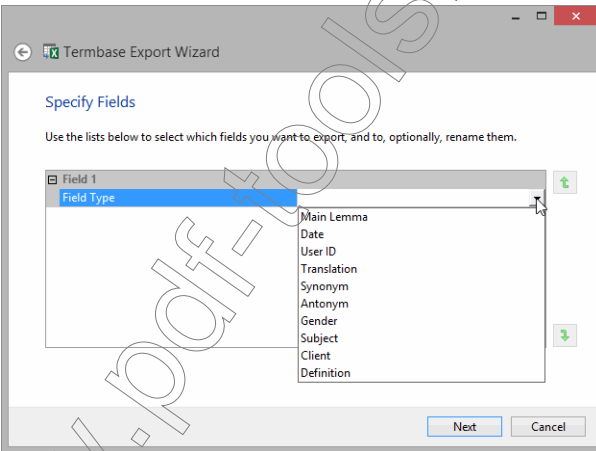 Termbase Export Wizard
Specify Fields
Use the lists below to select which fields you want to export, and to, optionally, rename them.
Field 1
Field Type
Main Lemma
Date
User ID
Translation
Synonym
Antonym
Gender
Subject
Client
Definition
Next Cancel
.pdf-tools